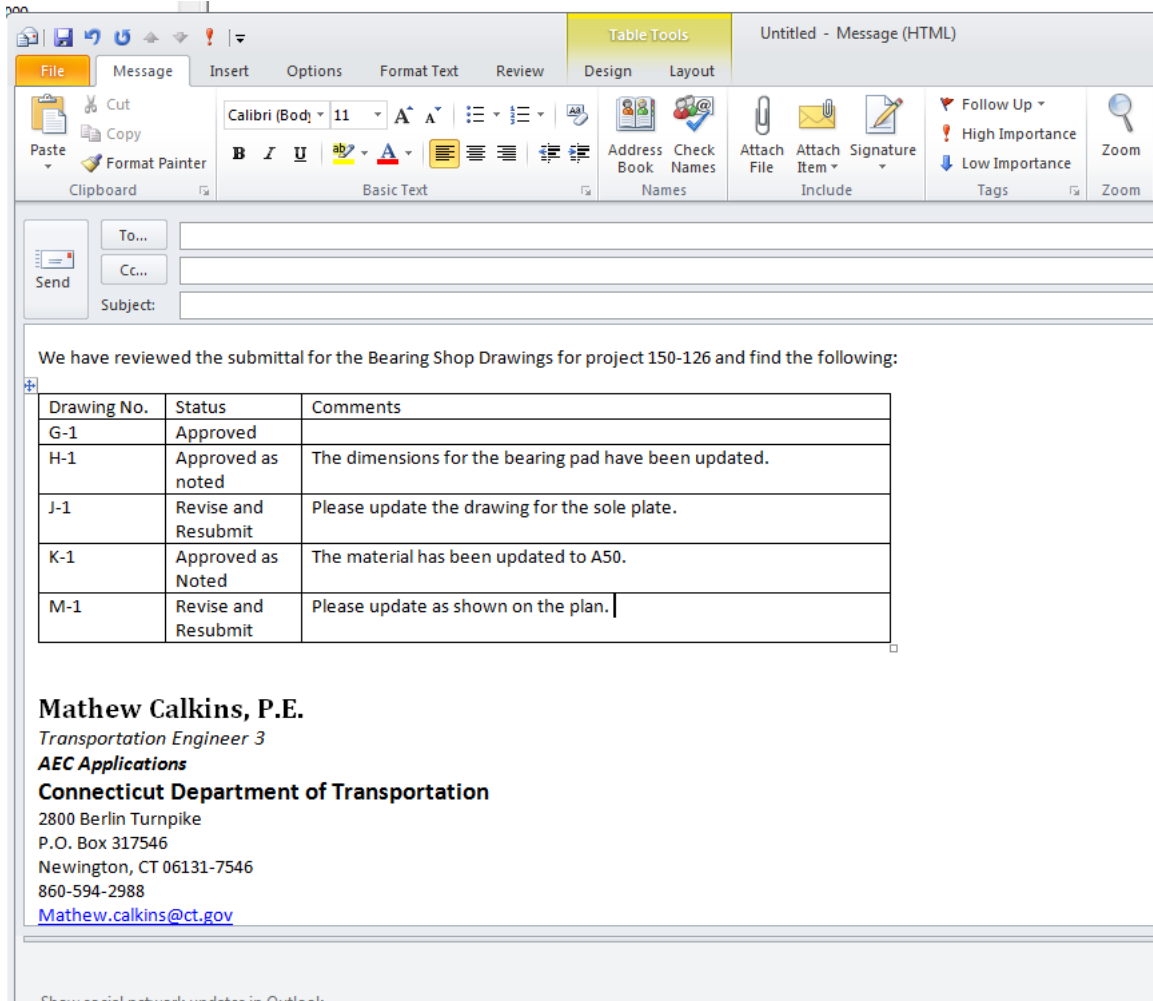 Table Tools
Untitled - Message (HTML)
File Message Insert Options Format Text Review Design Layout
Paste
Cut
Copy
Format Painter
Clipboard
Calibri (Body 11
B I U
Basic Text
Address Book
Check Names
Names
Attach File
Attach Item
Signature
Include
Follow Up
High Importance
Low Importance
Tags
Zoom
Zoom
Send
To...
Cc...
Subject:
We have reviewed the submittal for the Bearing Shop Drawings for project 150-126 and find the following:
Drawing No. Status Comments
G-1 Approved
H-1 Approved as The dimensions for the bearing pad have been updated.
noted
J-1 Revise and Please update the drawing for the sole plate.
Resubmit
K-1 Approved as The material has been updated to A50.
Noted
M-1 Revise and Please update as shown on the plan.
Resubmit
Mathew Calkins, P.E.
Transportation Engineer 3
AEC Applications
Connecticut Department of Transportation
2800 Berlin Turnpike
P.O. Box 317546
Newington, CT 06131-7546
860-594-2988
Mathew.calkins@ct.gov
Show social network updates in Outlook